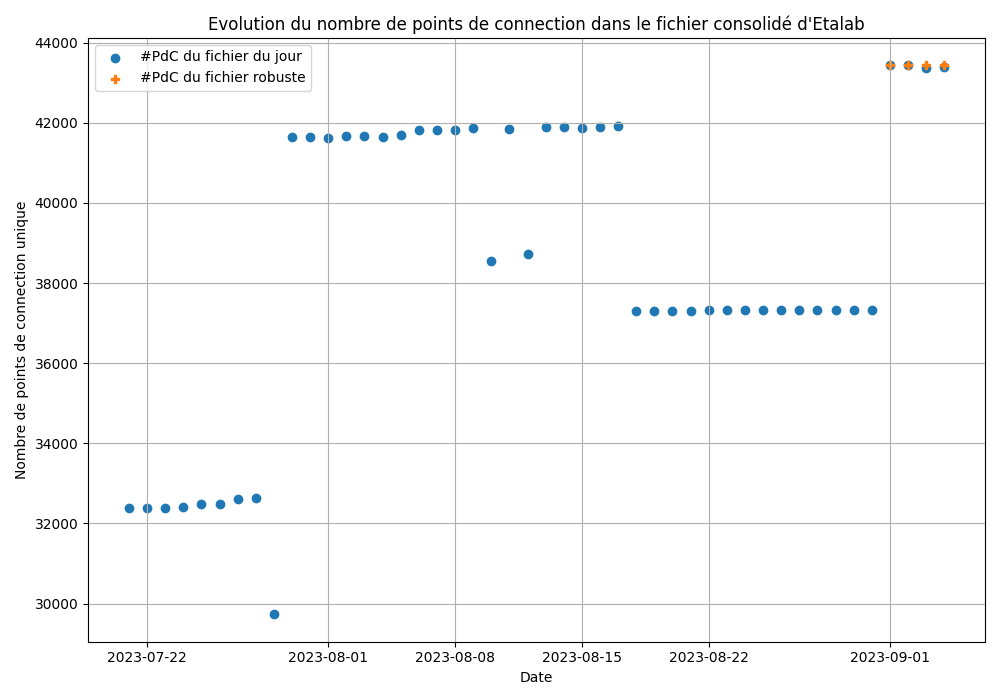 Evolution du nombre de points de connection dans le fichier consolidé d'Etalab
#PdC du fichier du jour
#PdC du fichier robuste
Nombre de points de connection unique
44000
42000
40000
38000
36000
34000
32000
30000
2023-07-22
2023-08-01
2023-08-08
2023-08-15
2023-08-22
2023-09-01
Date